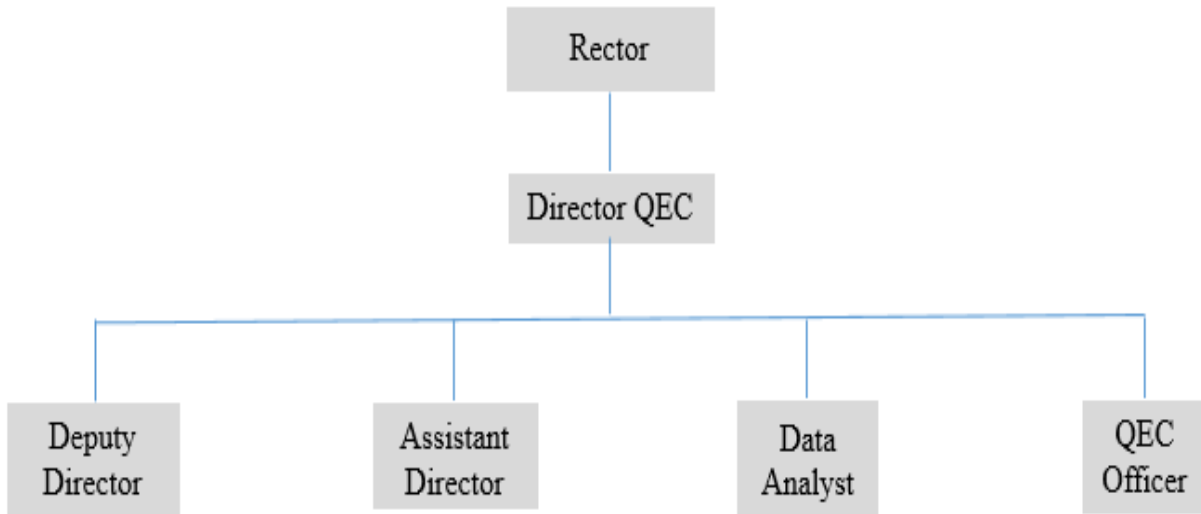 Rector
Director QEC
Deputy
Director
Assistant
Director
Data
Analyst
QEC
Officer